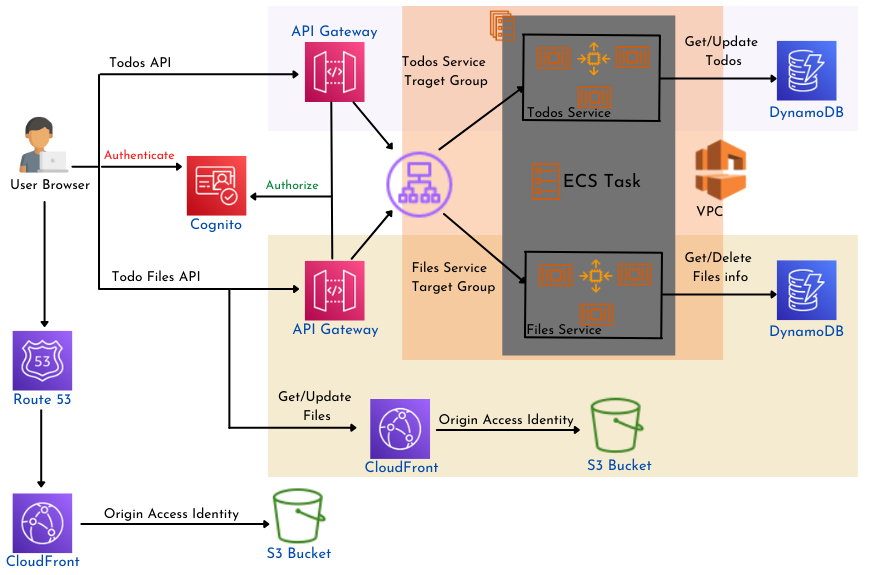 API Gateway
Todos API
Todos Service
Traget Group
Get/Update
Todos
Todos Service
DynamoDB
Authenticate
User Browser
Authorize
Cognito
ECS Task
VPC
Todo Files API
API Gateway
Files Service
Target Group
Get/Delete
Files info
Files Service
DynamoDB
53
Route 53
Get/Update
Files
Origin Access Identity
CloudFront
S3 Bucket
Origin Access Identity
CloudFront
S3 Bucket